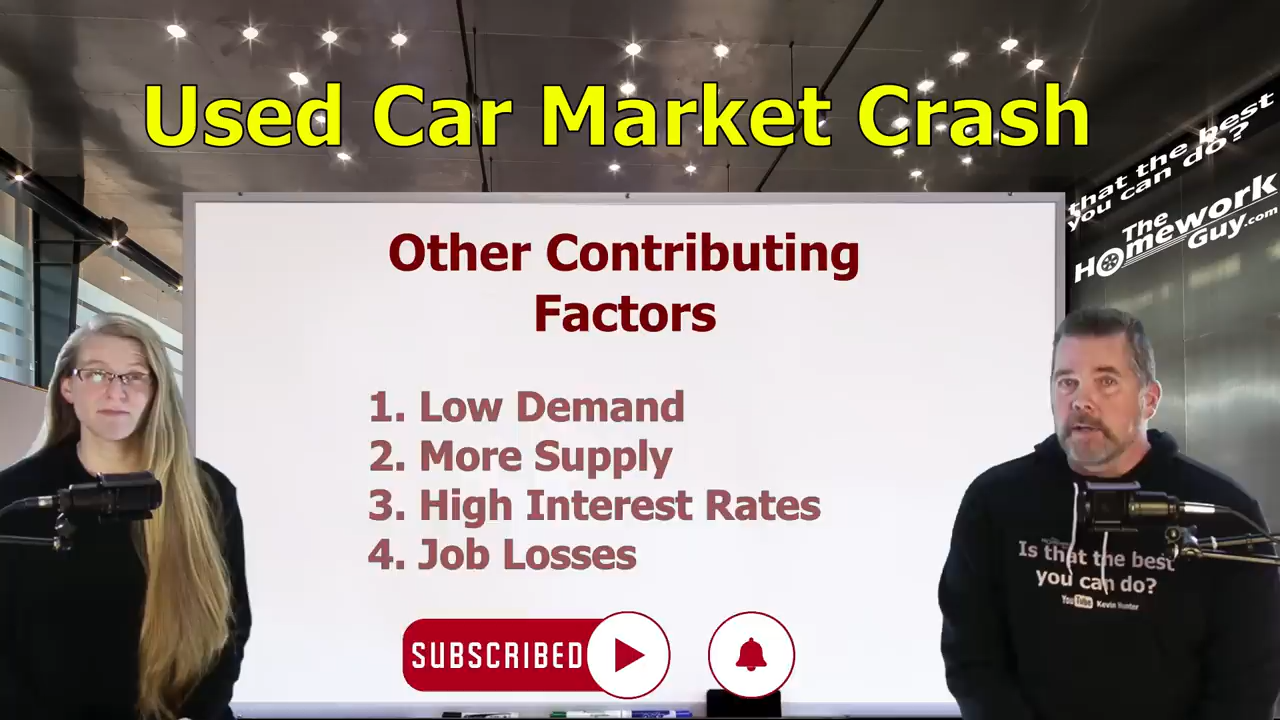 Used Car Market Crash
that the best
you can do?
The
Homework
Guy.com
Other Contributing
Factors
1. Low Demand
2. More Supply
3. High Interest Rates
4. Job Losses
Is that the best
you can do?
YouTube Kevin Hunter
SUBSCRIBED